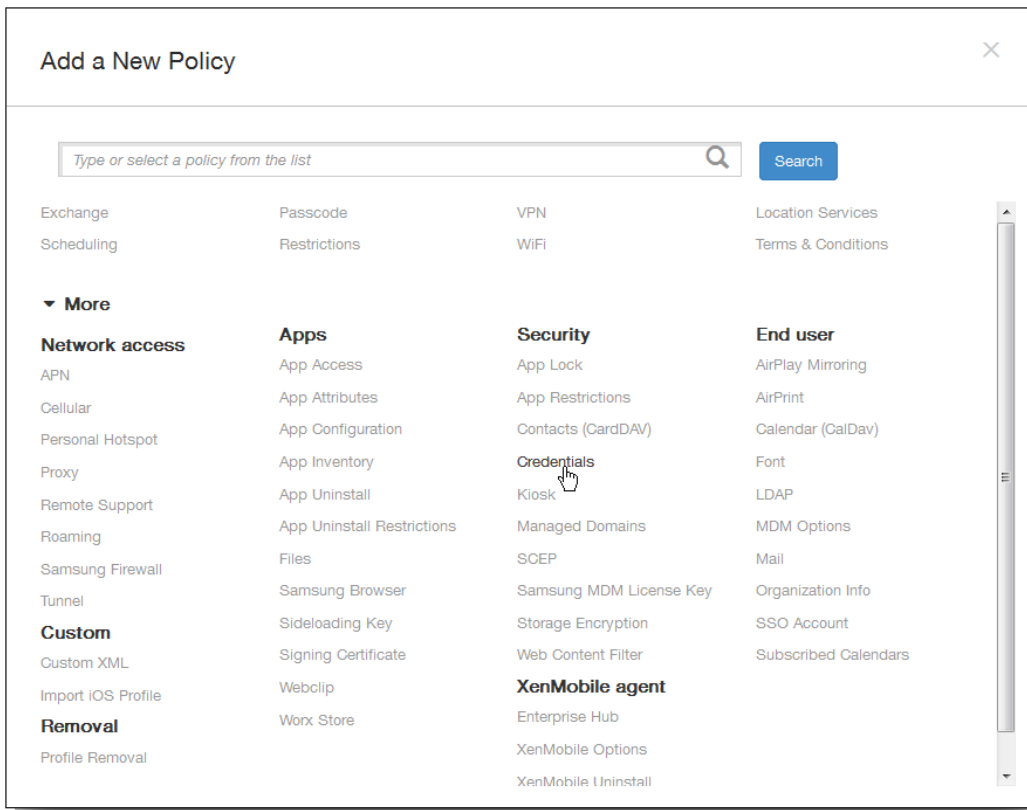 Add a New Policy
Type or select a policy from the list
Search
Exchange
Passcode
VPN
Location Services
Scheduling
Restrictions
WiFi
Terms & Conditions
More
Network access
APN
Cellular
Personal Hotspot
Proxy
Remote Support
Roaming
Samsung Firewall
Tunnel
Custom
Custom XML
Import iOS Profile
Removal
Profile Removal
Apps
App Access
App Attributes
App Configuration
App Inventory
App Uninstall
App Uninstall Restrictions
Files
Samsung Browser
Sideloading Key
Signing Certificate
Webclip
Worx Store
Security
App Lock
App Restrictions
Contacts (CardDAV)
Credentials
Kiosk
Managed Domains
SCEP
Samsung MDM License Key
Storage Encryption
Web Content Filter
XenMobile agent
Enterprise Hub
XenMobile Options
XenMobile Uninstall
End user
AirPlay Mirroring
AirPrint
Calendar (CalDav)
Font
LDAP
MDM Options
Mail
Organization Info
SSO Account
Subscribed Calendars